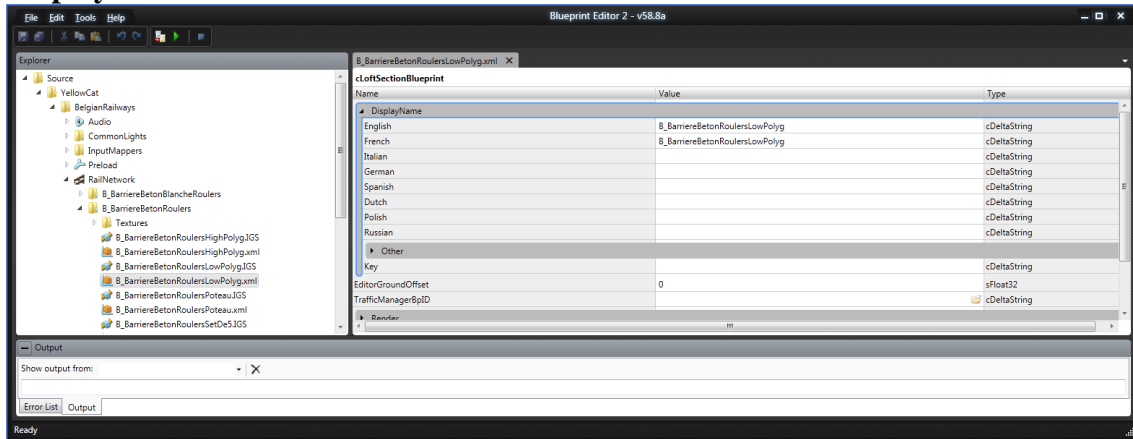 Blueprint Editor 2 - v58.8a
File Edit Tools Help
Explorer
Source
YellowCat
BelgianRailways
Audio
CommonLights
InputMappers
Preload
RailNetwork
B_BarriereBetonBlancheRoulers
B_BarriereBetonRoulers
Textures
B_BarriereBetonRoulersHighPolyg.IGS
B_BarriereBetonRoulersHighPolyg.xml
B_BarriereBetonRoulersLowPolyg.IGS
B_BarriereBetonRoulersLowPolyg.xml
B_BarriereBetonRoulersPoteau.IGS
B_BarriereBetonRoulersPoteau.xml
B_BarriereBetonRoulersSetDe5.IGS
B_BarriereBetonRoulersLowPolyg.xml X
cLoftSectionBlueprint
Name Value Type
DisplayName
English B_BarriereBetonRoulersLowPolyg cDeltaString
French B_BarriereBetonRoulersLowPolyg cDeltaString
Italian cDeltaString
German cDeltaString
Spanish cDeltaString
Dutch cDeltaString
Polish cDeltaString
Russian cDeltaString
Other
Key cDeltaString
EditorGroundOffset 0 sFloat32
TrafficManagerBpID cDeltaString
Render
Output
Show output from:
Error List Output
Ready